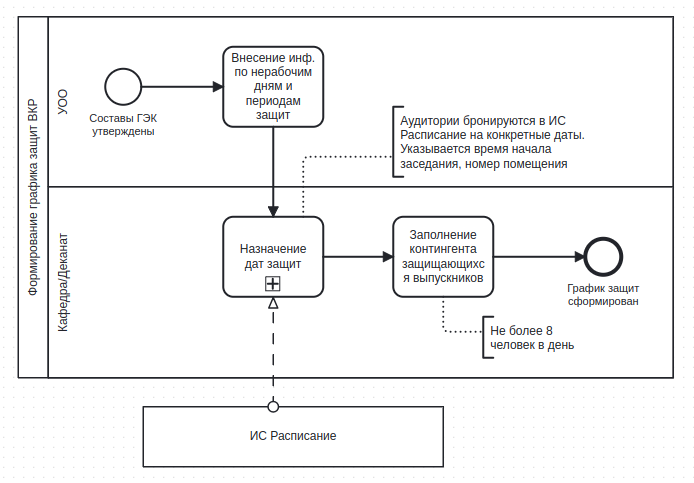 Формирование графика защит ВКР
УОО
Составы ГЭК
утверждены
Внесение инф.
по нерабочим
дням и
периодам
защит
Аудитории бронируются в ИС
Расписание на конкретные даты.
Указывается время начала
заседания, номер помещения
Кафедра/Деканат
Назначение
дат защит
Заполнение
контингента
защищающихс
я выпускников
График защит
сформирован
Не более 8
человек в день
ИС Расписание